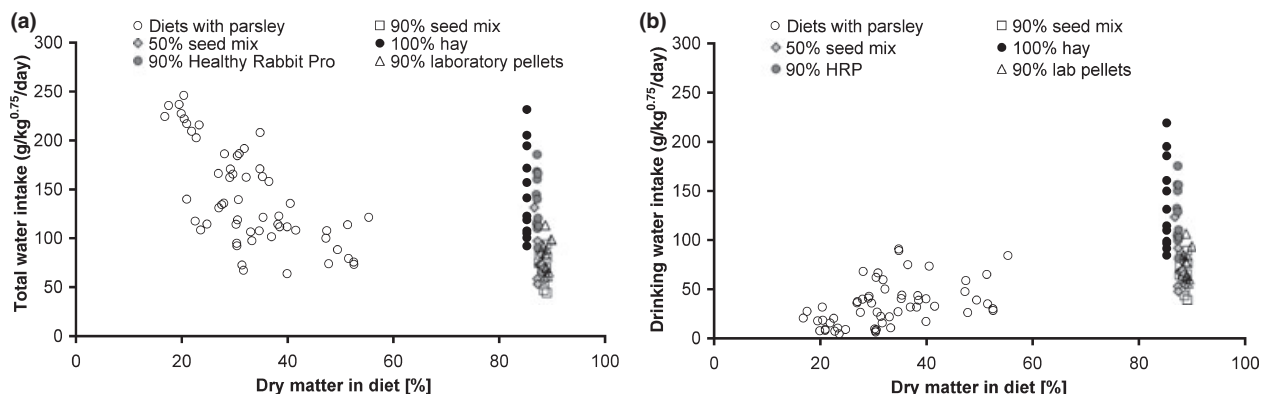 (a)
Diets with parsley
90% seed mix
50% seed mix
100% hay
90% Healthy Rabbit Pro
90% laboratory pellets
Total water intake (g/kg0.75/day)
300
250
200
150
100
50
0
0 20 40 60 80 100
Dry matter in diet [%]
(b)
Diets with parsley
90% seed mix
50% seed mix
100% hay
90% HRP
90% lab pellets
Drinking water intake (g/kg0.75/day)
300
250
200
150
100
50
0
0 20 40 60 80 100
Dry matter in diet [%]